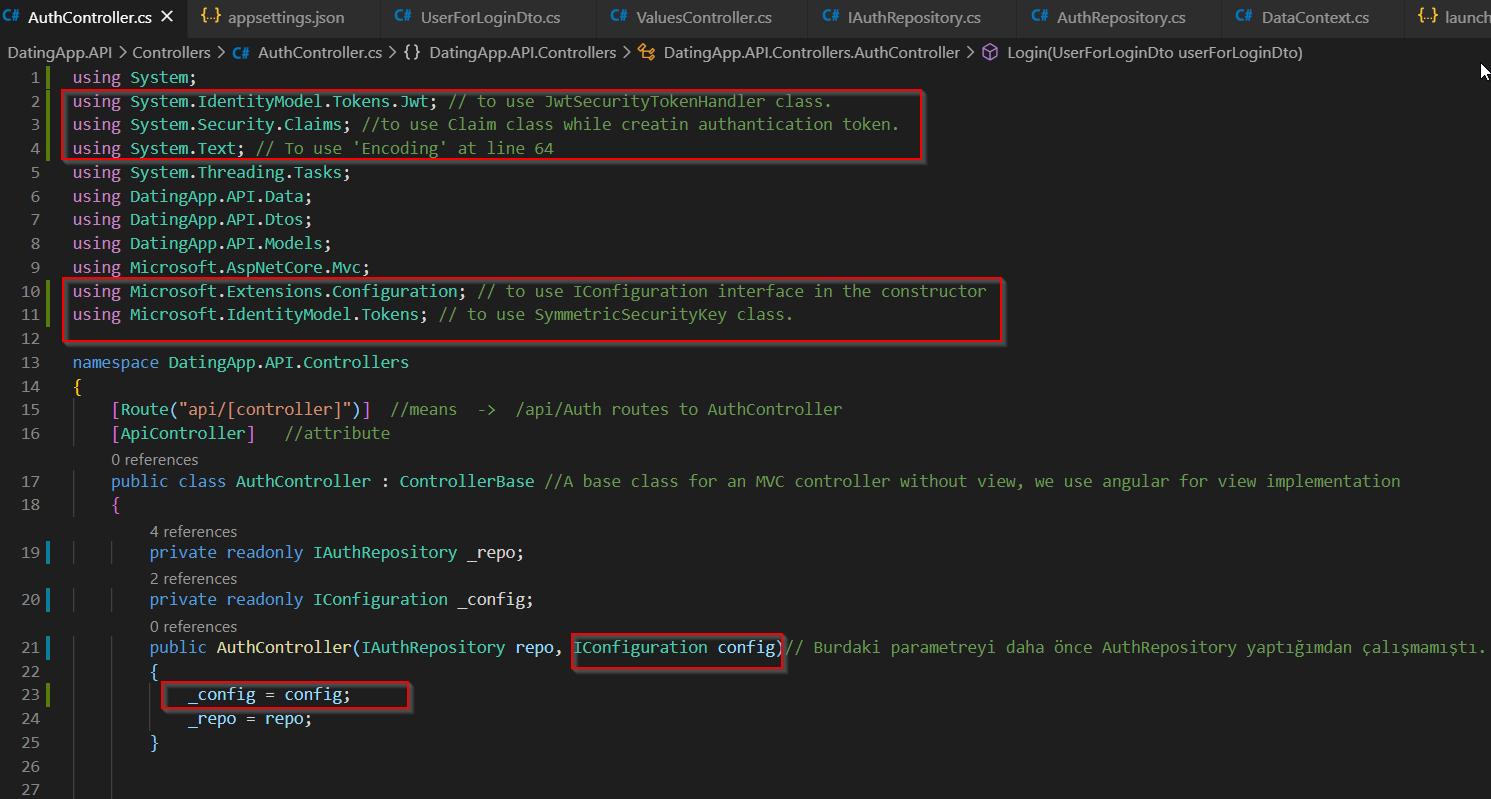 AuthController.cs
appsettings.json
UserForLoginDto.cs
ValuesController.cs
IAuthRepository.cs
AuthRepository.cs
DataContext.cs
launch
DatingApp.API > Controllers > AuthController.cs > {} DatingApp.API.Controllers > DatingApp.API.Controllers.AuthController > Login(UserForLoginDto userForLoginDto)
1 using System;
2 using System.IdentityModel.Tokens.Jwt; // to use JwtSecurityTokenHandler class.
3 using System.Security.Claims; //to use Claim class while creatin authantication token.
4 using System.Text; // To use 'Encoding' at line 64
5 using System.Threading.Tasks;
6 using DatingApp.API.Data;
7 using DatingApp.API.Dtos;
8 using DatingApp.API.Models;
9 using Microsoft.AspNetCore.Mvc;
10 using Microsoft.Extensions.Configuration; // to use IConfiguration interface in the constructor
11 using Microsoft.IdentityModel.Tokens; // to use SymmetricSecurityKey class.
12
13 namespace DatingApp.API.Controllers
14 {
15 [Route("api/[controller]")] //means -> /api/Auth routes to AuthController
16 [ApiController] //attribute
0 references
17 public class AuthController : ControllerBase //A base class for an MVC controller without view, we use angular for view implementation
18 {
4 references
19 private readonly IAuthRepository _repo;
2 references
20 private readonly IConfiguration _config;
0 references
21 public AuthController(IAuthRepository repo, IConfiguration config)// Burdaki parametreyi daha önce AuthRepository yaptığımdan çalışmamıştı.
22 {
23 _config = config;
24 _repo = repo;
25 }
26
27